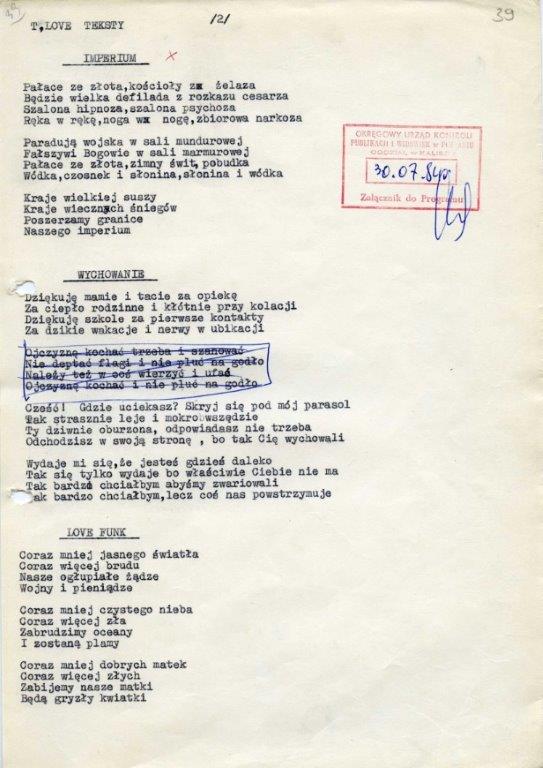 39
/2/
T,LOVE TEKSTY
IMPERIUM x
Pałace ze złota,kościoły zx żelaza
Będzie wielka defilada z rozkazu cesarza
Szalona hipnoza,szalona psychoza
Ręka w rękę,noga wx nogę,zbiorowa narkoza
Paradują wojska w sali mundurowej
Fałszywi Bogowie w sali marmurowej
Pałace ze złota,zimny świt,pobudka
Wódka,czosnek i słonina,słonina i wódka
Kraje wielkiej suszy
Kraje wiecznych śniegów
Poszerzamy granice
Naszego imperium
OKRĘGOWY URZĄD KONTROLI
PUBLIKACJI I WIDOWISK w POZNANIU
ODDZIAŁ w KALISZU
30.07.84
Załącznik do Programu
WYCHOWANIE
Dziękuję mamie i tacie za opiekę
Za ciepło rodzinne i kłótnie przy kolacji
Dziękuję szkole za pierwsze kontakty
Za dzikie wakacje i nerwy w ubikacji
Ojczyznę kochać trzeba i szanować
Nie deptać flagi i nie pluć na godło
Należy też w coś wierzyć i ufać
Ojczyznę kochać i nie pluć na godło
Cześć! Gdzie uciekasz? Skryj się pod mój parasol
Tak strasznie leje i mokrobwszędzie
Ty dziwnie oburzona, odpowiadasz nie trzeba
Odchodzisz w swoją stronę , bo tak Cię wychowali
Wydaje mi się,że jesteś gdzieś daleko
Tak się tylko wydaje bo właściwie Ciebie nie ma
Tak bardzo chciałbym abyśmy zwariowali
ak bardzo chciałbym,lecz coś nas powstrzymuje
LOVE FUNK
Coraz mniej jasnego światła
Coraz więcej brudu
Nasze ogłupiałe żądze
Wojny i pieniądze
Coraz mniej czystego nieba
Coraz więcej zła
Zabrudzimy oceany
I zostaną plamy
Coraz mniej dobrych matek
Coraz więcej złych
Zabijemy nasze matki
Będą gryzły kwiatki